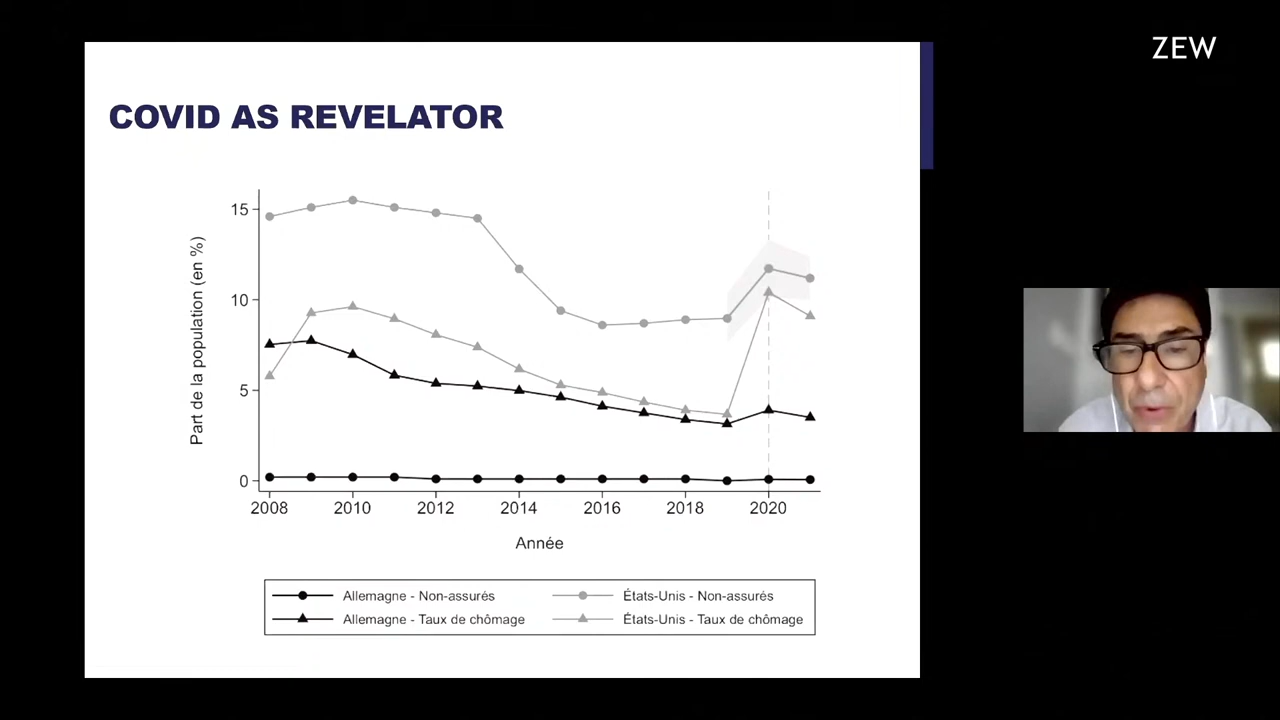 ZEW
COVID AS REVELATOR
Part de la population (en %)
15
10
5
0
2008 2010 2012 2014 2016 2018 2020
Année
Allemagne - Non-assurés
États-Unis - Non-assurés
Allemagne - Taux de chômage
États-Unis - Taux de chômage